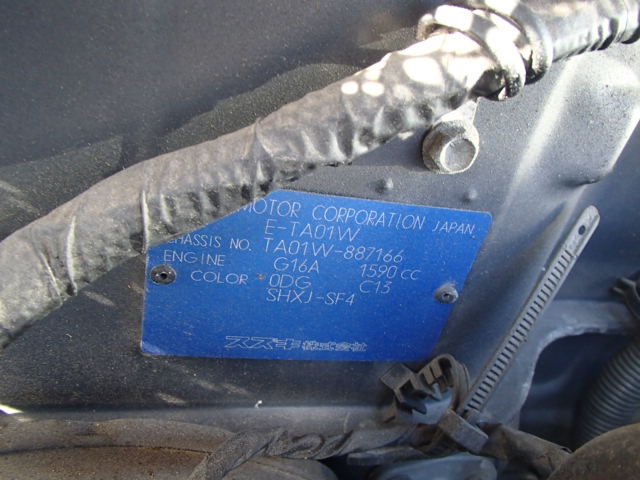 MOTOR CORPORATION JAPAN.
E-TA01W
CHASSIS NO. TA01W-887166
ENGINE G16A 1590 cc
COLOR 0DG C13
SHXJ-SF4
スズキ株式会社